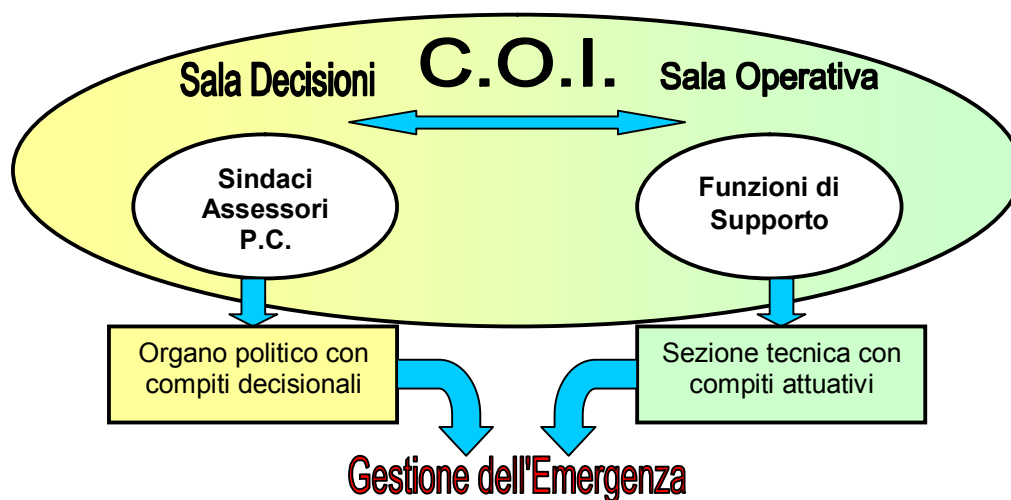 C.O.I.
Sala Decisioni
Sala Operativa
Sindaci
Assessori
P.C.
Funzioni di
Supporto
Organo politico con
compiti decisionali
Sezione tecnica con
compiti attuativi
Gestione dell'Emergenza